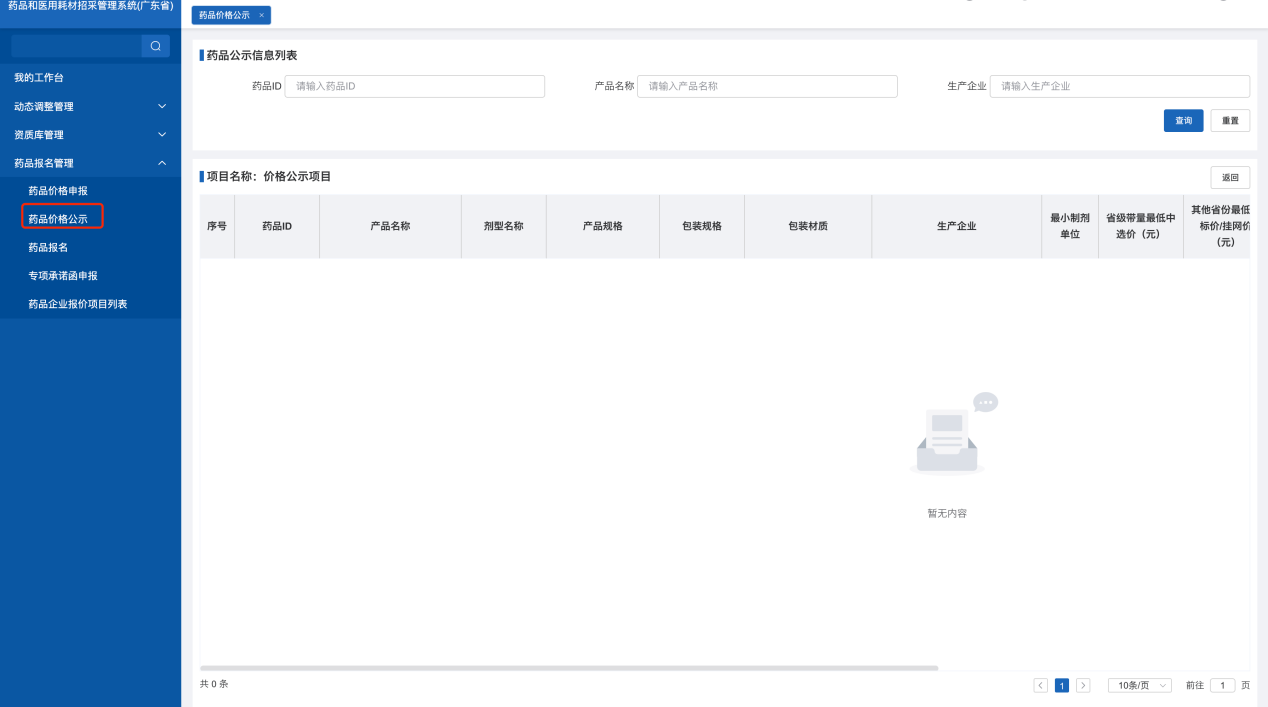 药品和医用耗材招采管理系统(广东省)
药品价格公示 ×
我的工作台
动态调整管理
资质库管理
药品报名管理
药品价格申报
药品价格公示
药品报名
专项承诺函申报
药品企业报价项目列表
药品公示信息列表
药品ID 请输入药品ID 产品名称 请输入产品名称 生产企业 请输入生产企业
查询 重置
项目名称：价格公示项目 返回
序号 药品ID 产品名称 剂型名称 产品规格 包装规格 包装材质 生产企业
最小制剂
单位
省级带量最低中
选价（元）
其他省份最低
标价/挂网价
（元）
暂无内容
共 0 条 1 10条/页 前往 1 页